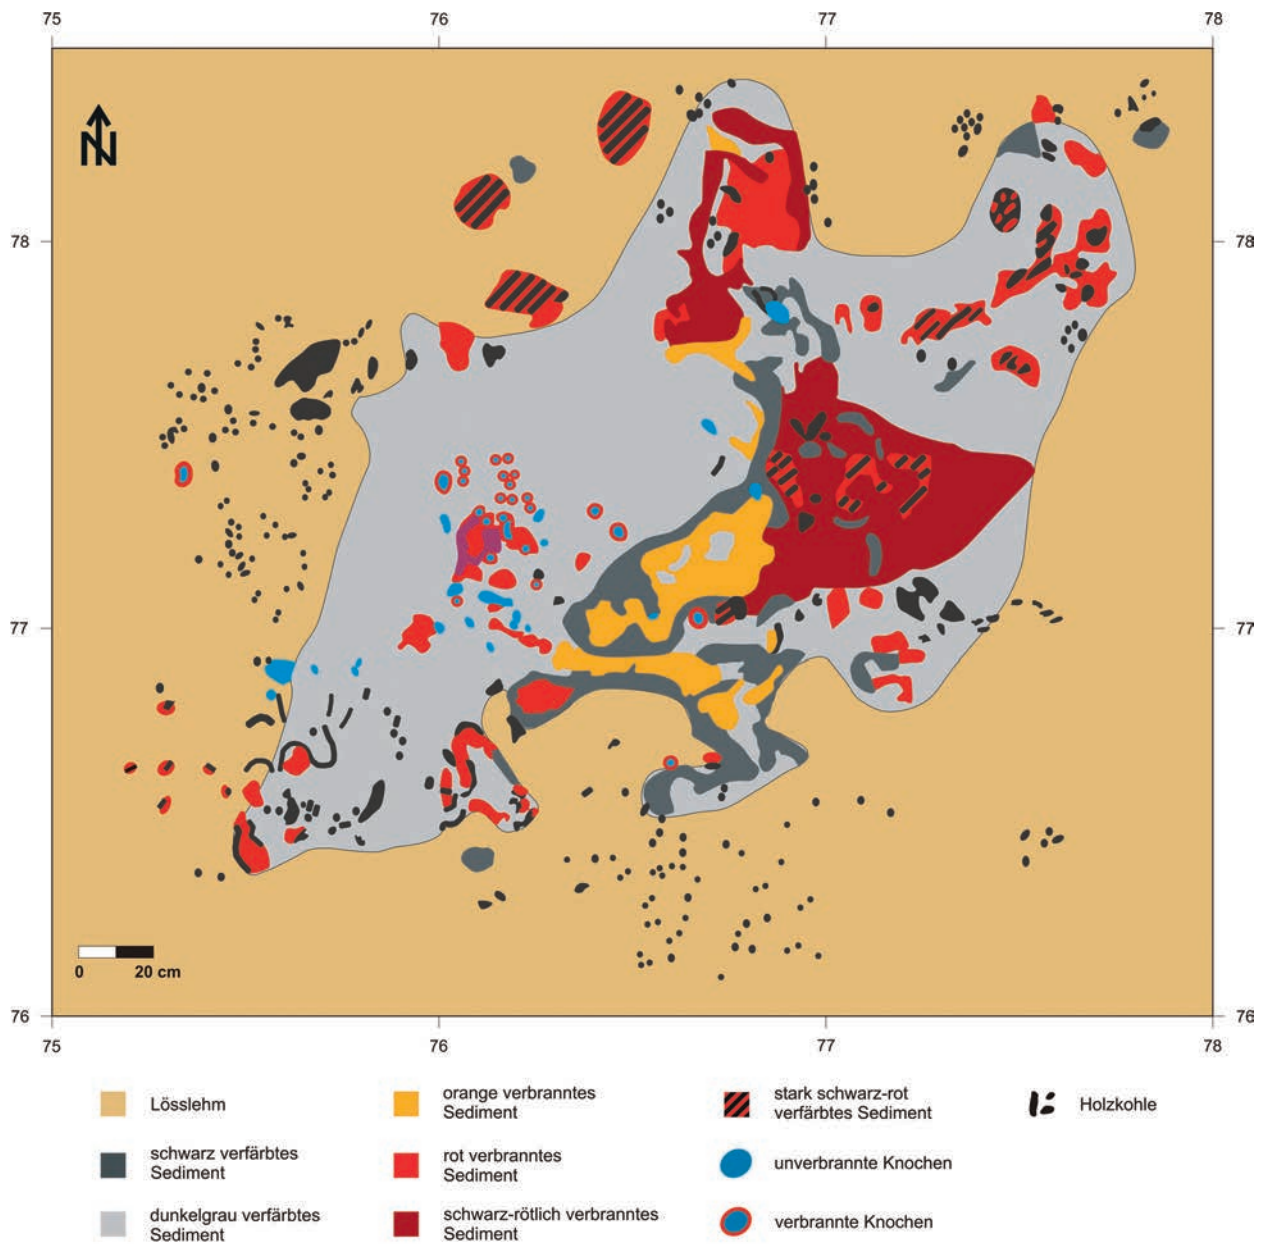 75 76 77 78
N
78 78
77 77
0 20 cm
76 76
75 76 77 78
Lösslehm
schwarz verfärbtes
Sediment
dunkelgrau verfärbtes
Sediment
orange verbranntes
Sediment
rot verbranntes
Sediment
schwarz-rötlich verbranntes
Sediment
stark schwarz-rot
verfärbtes Sediment
unverbrannte Knochen
verbrannte Knochen
Holzkohle